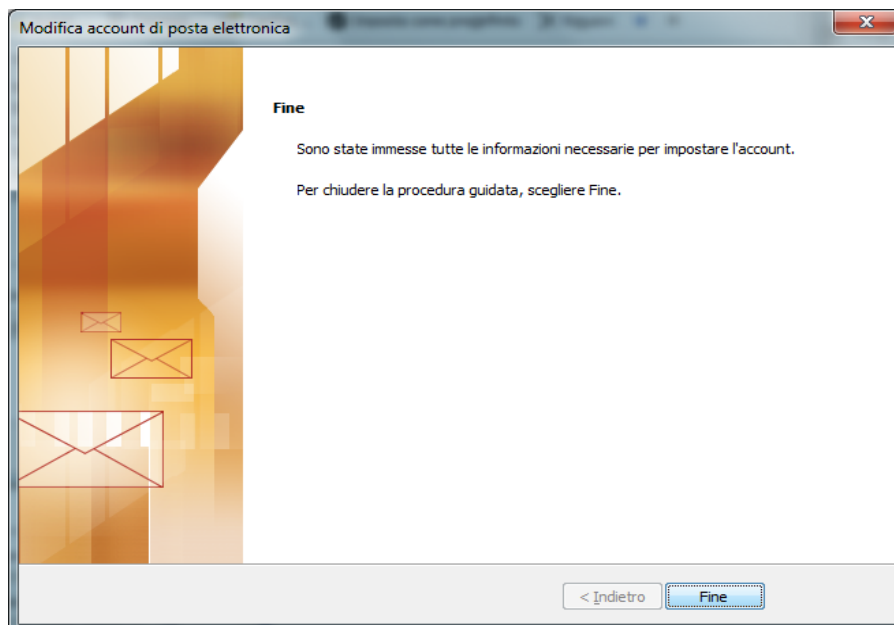 Modifica account di posta elettronica
Fine
Sono state immesse tutte le informazioni necessarie per impostare l'account.
Per chiudere la procedura guidata, scegliere Fine.
< Indietro
Fine